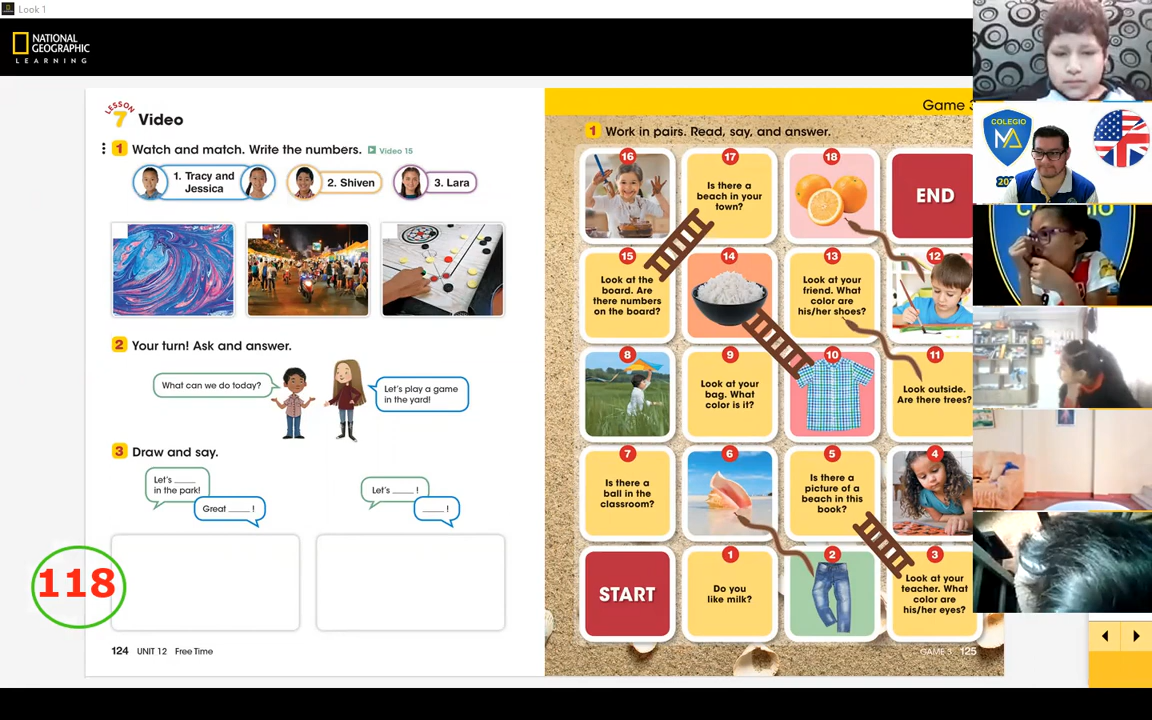 Look 1
NATIONAL
GEOGRAPHIC
LEARNING
LESSON
7
Video
1 Watch and match. Write the numbers. Video 15
1. Tracy and
Jessica
2. Shiven
3. Lara
2 Your turn! Ask and answer.
What can we do today?
Let's play a game
in the yard!
3 Draw and say.
Let's ____
in the park!
Great ____ !
Let's ____ !
____ !
118
124 UNIT 12 Free Time
Game 3
1 Work in pairs. Read, say, and answer.
16
17
Is there a
beach in your
town?
18
END
15
Look at the
board. Are
there numbers
on the board?
14
13
Look at your
friend. What
color are
his/her shoes?
12
8
9
Look at your
bag. What
color is it?
10
11
Look outside.
Are there trees?
7
Is there a
ball in the
classroom?
6
5
Is there a
picture of a
beach in this
book?
4
START
1
Do you
like milk?
2
3
Look at your
teacher. What
color are
his/her eyes?
GAME 3 125
COLEGIO
MA
COLEGIO